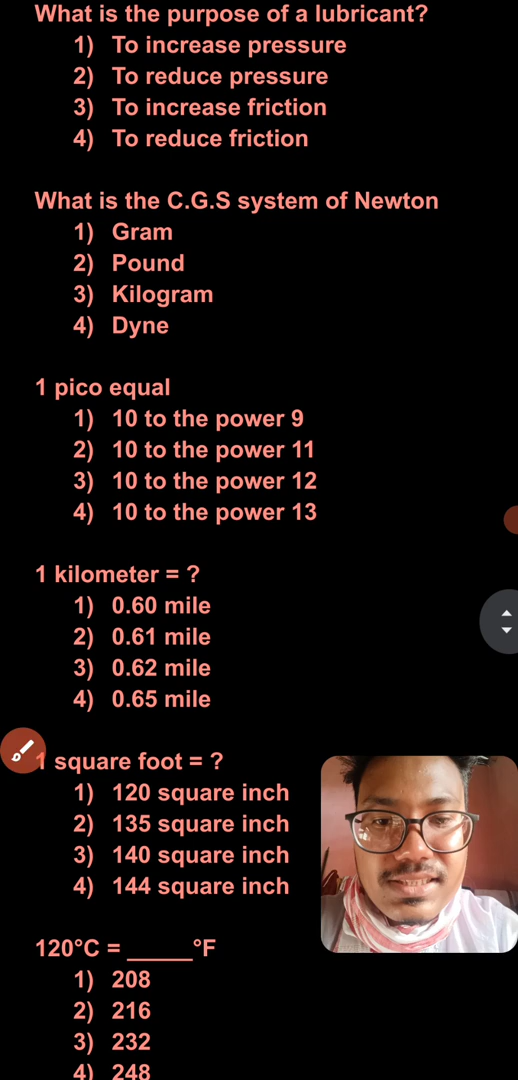 What is the purpose of a lubricant?
1) To increase pressure
2) To reduce pressure
3) To increase friction
4) To reduce friction
What is the C.G.S system of Newton
1) Gram
2) Pound
3) Kilogram
4) Dyne
1 pico equal
1) 10 to the power 9
2) 10 to the power 11
3) 10 to the power 12
4) 10 to the power 13
1 kilometer = ?
1) 0.60 mile
2) 0.61 mile
3) 0.62 mile
4) 0.65 mile
1 square foot = ?
1) 120 square inch
2) 135 square inch
3) 140 square inch
4) 144 square inch
120°C = _____°F
1) 208
2) 216
3) 232
4) 248